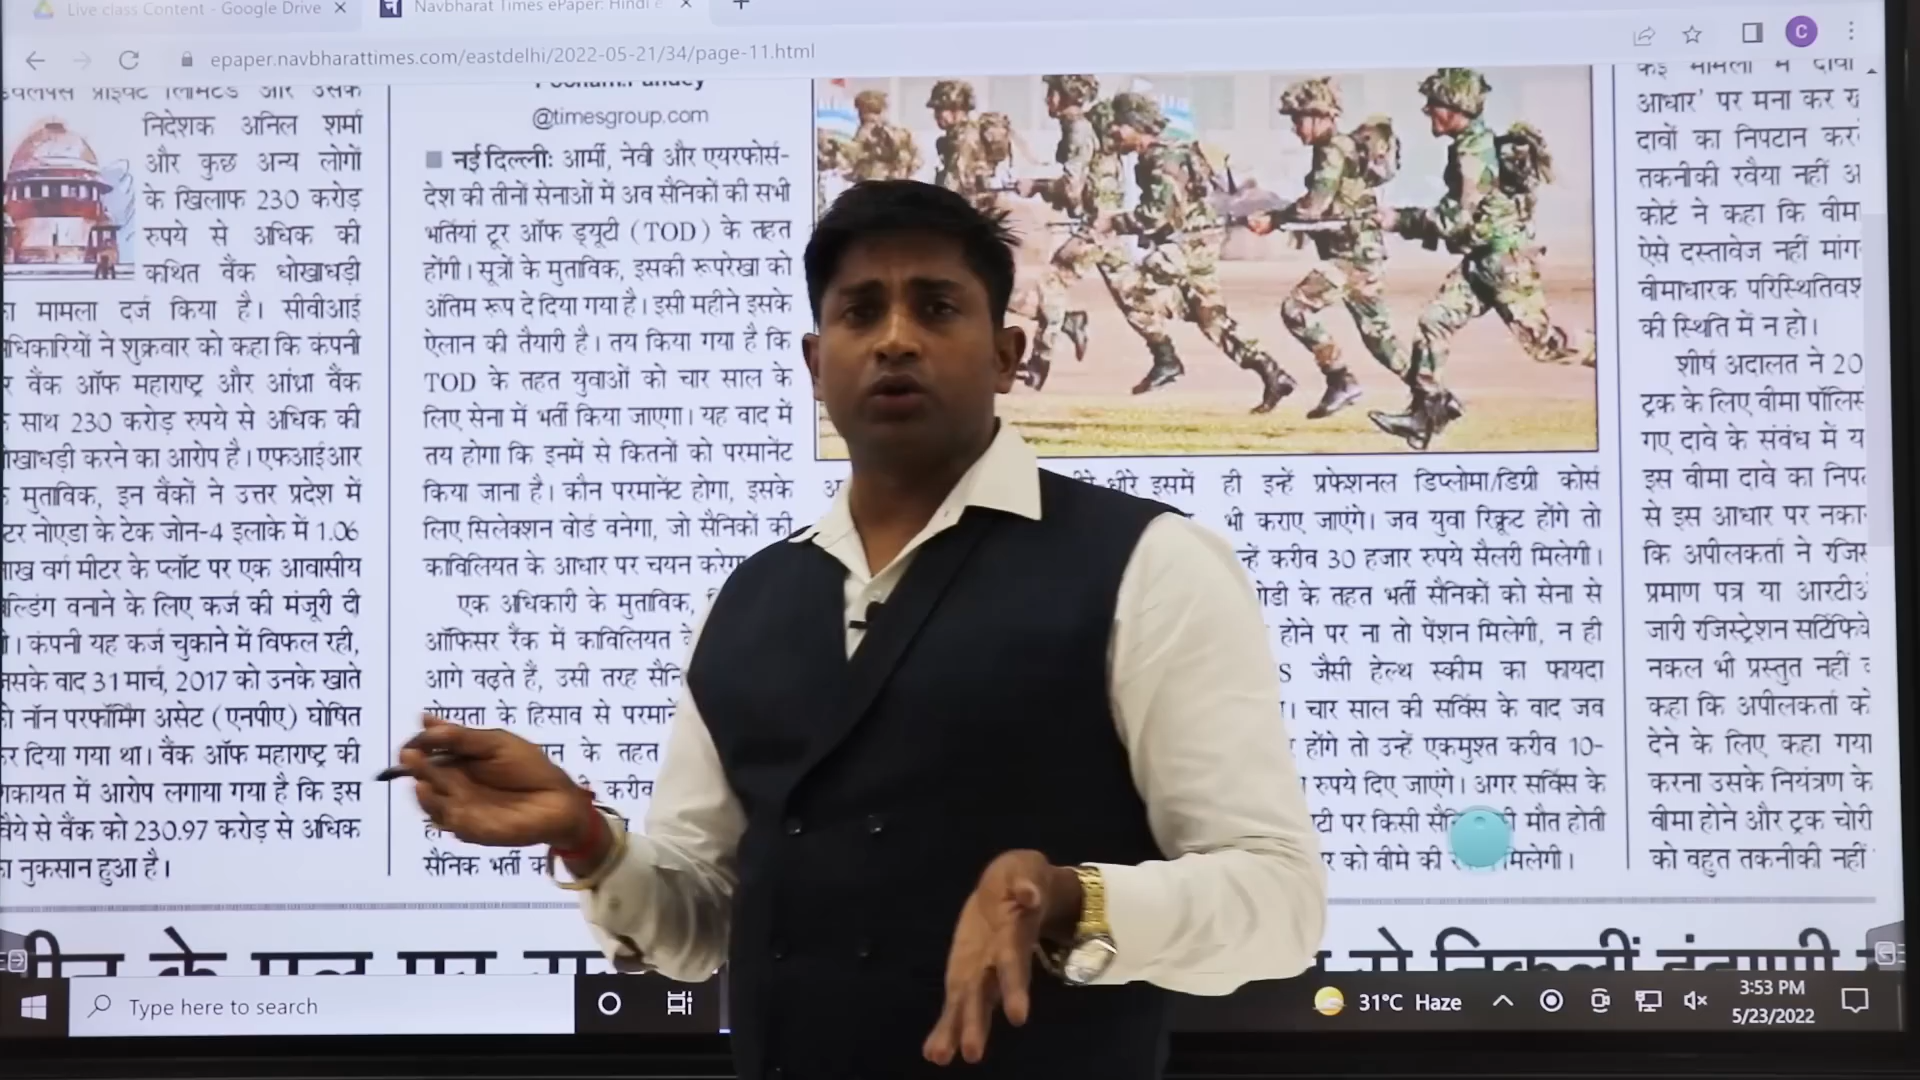 Live class Content - Google Drive
Navbharat Times ePaper: Hindi e
epaper.navbharattimes.com/eastdelhi/2022-05-21/34/page-11.html
प्राइवेट लिमिटेड और उसके
निदेशक अनिल शर्मा
और कुछ अन्य लोगों
के खिलाफ 230 करोड़
रुपये से अधिक की
कथित बैंक धोखाधड़ी
मामला दर्ज किया है। सीबीआई
ने शुक्रवार को कहा कि कंपनी
बैंक ऑफ महाराष्ट्र और आंध्रा बैंक
साथ 230 करोड़ रुपये से अधिक की
करने का आरोप है। एफआईआर
मुताबिक, इन बैंकों ने उत्तर प्रदेश में
नोएडा के टेक जोन-4 इलाके में 1.06
वर्ग मीटर के प्लॉट पर एक आवासीय
बनाने के लिए कर्ज की मंजूरी दी
। कंपनी यह कर्ज चुकाने में विफल रही,
बाद 31 मार्च, 2017 को उनके खाते
नॉन परफॉर्मिंग असेट (एनपीए) घोषित
दिया गया था। बैंक ऑफ महाराष्ट्र की
में आरोप लगाया गया है कि इस
से बैंक को 230.97 करोड़ से अधिक
नुकसान हुआ है।
Poonam.Pandey
@timesgroup.com
■ नई दिल्ली: आर्मी, नेवी और एयरफोर्स-
देश की तीनों सेनाओं में अब सैनिकों की सभी
भर्तियां टूर ऑफ ड्यूटी (TOD) के तहत
होंगी। सूत्रों के मुताबिक, इसकी रूपरेखा को
अंतिम रूप दे दिया गया है। इसी महीने इसके
ऐलान की तैयारी है। तय किया गया है कि
TOD के तहत युवाओं को चार साल के
लिए सेना में भर्ती किया जाएगा। यह बाद में
तय होगा कि इनमें से कितनों को परमानेंट
किया जाना है। कौन परमानेंट होगा, इसके
लिए सिलेक्शन बोर्ड बनेगा, जो सैनिकों की
काबिलियत के आधार पर चयन करेगा
एक अधिकारी के मुताबिक,
ऑफिसर रैंक में काबिलियत
आगे बढ़ते हैं, उसी तरह
योग्यता के हिसाब से
के तहत
करीब
सैनिक भर्ती
धीरे इसमें
ही इन्हें प्रफेशनल डिप्लोमा/डिग्री कोर्स
भी कराए जाएंगे। जब युवा रिक्रूट होंगे तो
करीब 30 हजार रुपये सैलरी मिलेगी।
के तहत भर्ती सैनिकों को सेना से
होने पर ना तो पेंशन मिलेगी, न ही
जैसी हेल्थ स्कीम का फायदा
। चार साल की सर्विस के बाद जब
होंगे तो उन्हें एकमुश्त करीब 10-
रुपये दिए जाएंगे। अगर सर्विस के
पर किसी मौत होती
को बीमे की मिलेगी।
कई मामलों में दावा
आधार' पर मना कर
दावों का निपटान
तकनीकी रवैया नहीं
कोर्ट ने कहा कि
ऐसे दस्तावेज नहीं
बीमाधारक
की स्थिति में न हो।
शीर्ष अदालत ने 20
ट्रक के लिए बीमा
गए दावे के संबंध में
इस बीमा दावे का
से इस आधार पर
कि अपीलकर्ता ने
प्रमाण पत्र या
जारी रजिस्ट्रेशन
नकल भी प्रस्तुत नहीं
कहा कि अपीलकर्ता
देने के लिए कहा गया
करना उसके नियंत्रण के
बीमा होने और ट्रक चोरी
को बहुत तकनीकी नहीं
Type here to search
31°C Haze
3:53 PM
5/23/2022